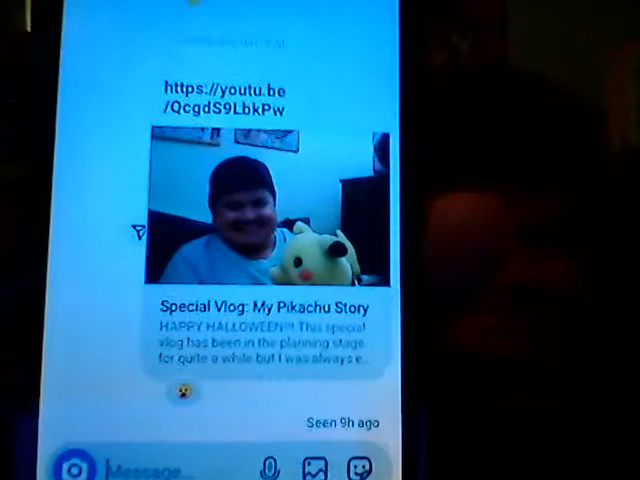 https://youtu.be
/QcgdS9LbkPw
Special Vlog: My Pikachu Story
HAPPY HALLOWEEN!!! This special
vlog has been in the planning stage
for quite a while but I was always e...
Seen 9h ago
Message...